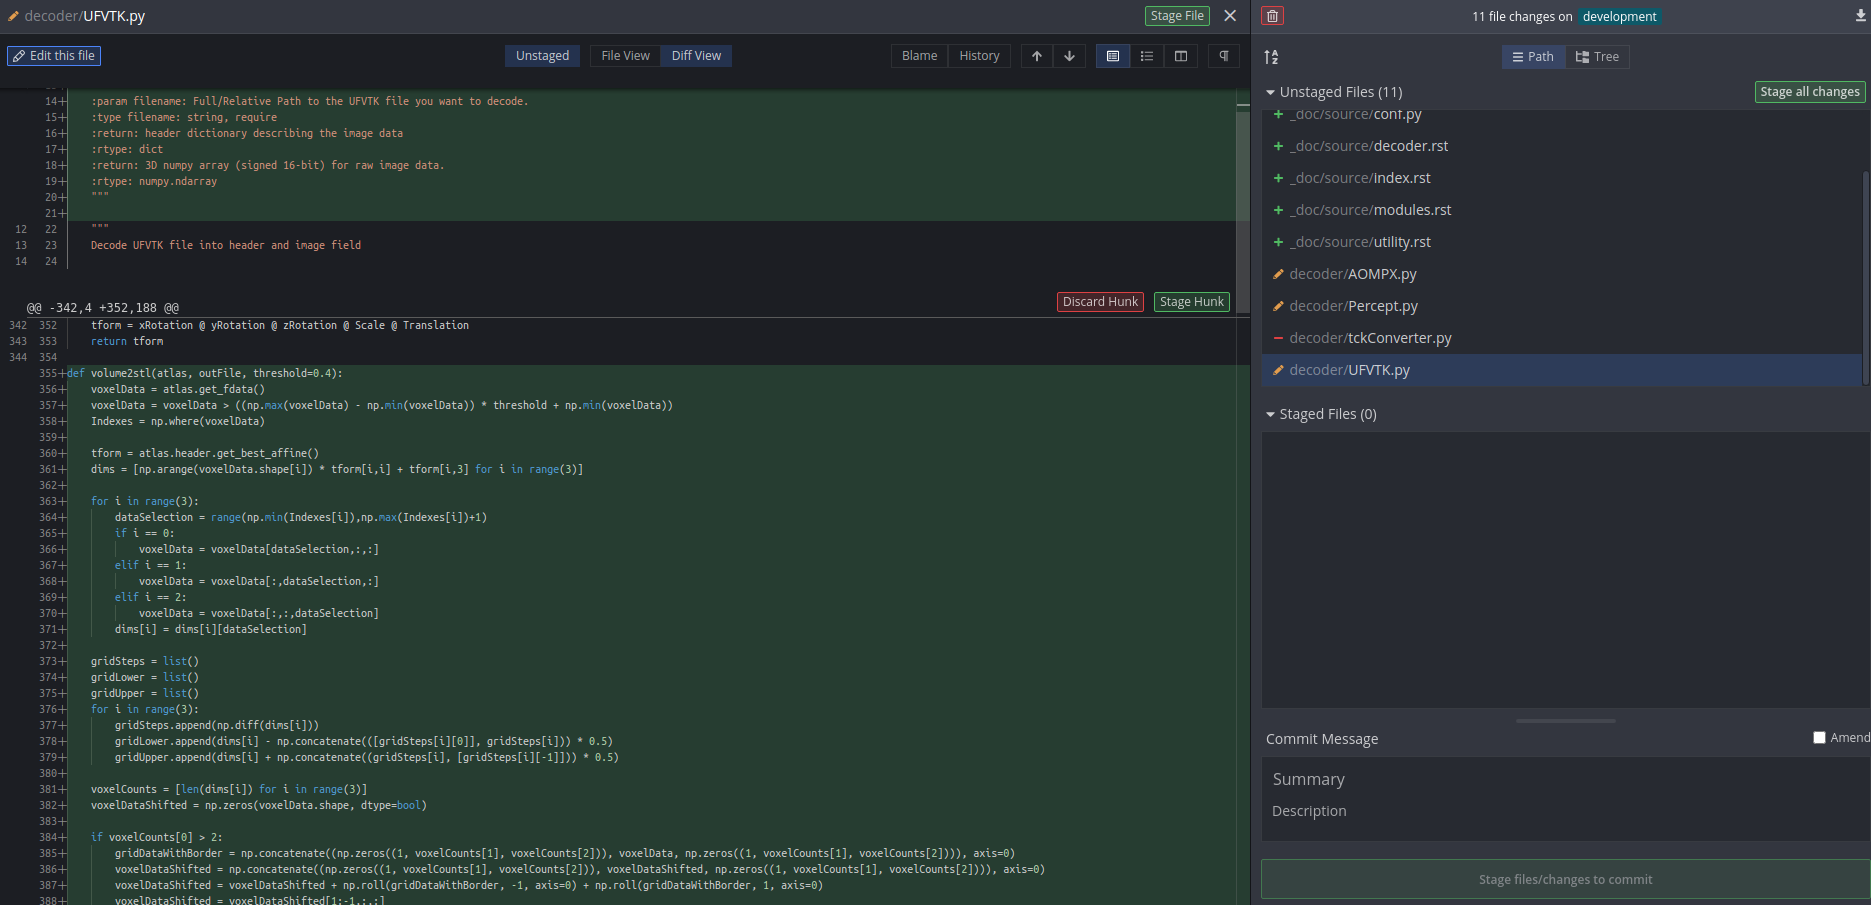 decoder/UFVTK.py
Stage File
Edit this file
Unstaged
File View
Diff View
Blame
History
14+ :param filename: Full/Relative Path to the UFVTK file you want to decode.
15+ :type filename: string, require
16+ :return: header dictionary describing the image data
17+ :rtype: dict
18+ :return: 3D numpy array (signed 16-bit) for raw image data.
19+ :rtype: numpy.ndarray
20+ """
21+
12 22 """
13 23 Decode UFVTK file into header and image field
14 24
@@ -342,4 +352,188 @@
Discard Hunk
Stage Hunk
342 352 tform = xRotation @ yRotation @ zRotation @ Scale @ Translation
343 353 return tform
344 354
355+def volume2stl(atlas, outFile, threshold=0.4):
356+ voxelData = atlas.get_fdata()
357+ voxelData = voxelData > ((np.max(voxelData) - np.min(voxelData)) * threshold + np.min(voxelData))
358+ Indexes = np.where(voxelData)
359+
360+ tform = atlas.header.get_best_affine()
361+ dims = [np.arange(voxelData.shape[i]) * tform[i,i] + tform[i,3] for i in range(3)]
362+
363+ for i in range(3):
364+ dataSelection = range(np.min(Indexes[i]),np.max(Indexes[i])+1)
365+ if i == 0:
366+ voxelData = voxelData[dataSelection,:,:]
367+ elif i == 1:
368+ voxelData = voxelData[:,dataSelection,:]
369+ elif i == 2:
370+ voxelData = voxelData[:,:,dataSelection]
371+ dims[i] = dims[i][dataSelection]
372+
373+ gridSteps = list()
374+ gridLower = list()
375+ gridUpper = list()
376+ for i in range(3):
377+ gridSteps.append(np.diff(dims[i]))
378+ gridLower.append(dims[i] - np.concatenate(([gridSteps[i][0]], gridSteps[i])) * 0.5)
379+ gridUpper.append(dims[i] + np.concatenate((gridSteps[i], [gridSteps[i][-1]])) * 0.5)
380+
381+ voxelCounts = [len(dims[i]) for i in range(3)]
382+ voxelDataShifted = np.zeros(voxelData.shape, dtype=bool)
383+
384+ if voxelCounts[0] > 2:
385+ gridDataWithBorder = np.concatenate((np.zeros((1, voxelCounts[1], voxelCounts[2])), voxelData, np.zeros((1, voxelCounts[1], voxelCounts[2]))), axis=0)
386+ voxelDataShifted = np.concatenate((np.zeros((1, voxelCounts[1], voxelCounts[2])), voxelDataShifted, np.zeros((1, voxelCounts[1], voxelCounts[2]))), axis=0)
387+ voxelDataShifted = voxelDataShifted + np.roll(gridDataWithBorder, -1, axis=0) + np.roll(gridDataWithBorder, 1, axis=0)
388+ voxelDataShifted = voxelDataShifted[1:-1,:,:]
11 file changes on development
Path
Tree
Unstaged Files (11)
Stage all changes
+ _doc/source/conf.py
+ _doc/source/decoder.rst
+ _doc/source/index.rst
+ _doc/source/modules.rst
+ _doc/source/utility.rst
decoder/AOMPX.py
decoder/Percept.py
− decoder/tckConverter.py
decoder/UFVTK.py
Staged Files (0)
Commit Message
Amend
Summary
Description
Stage files/changes to commit